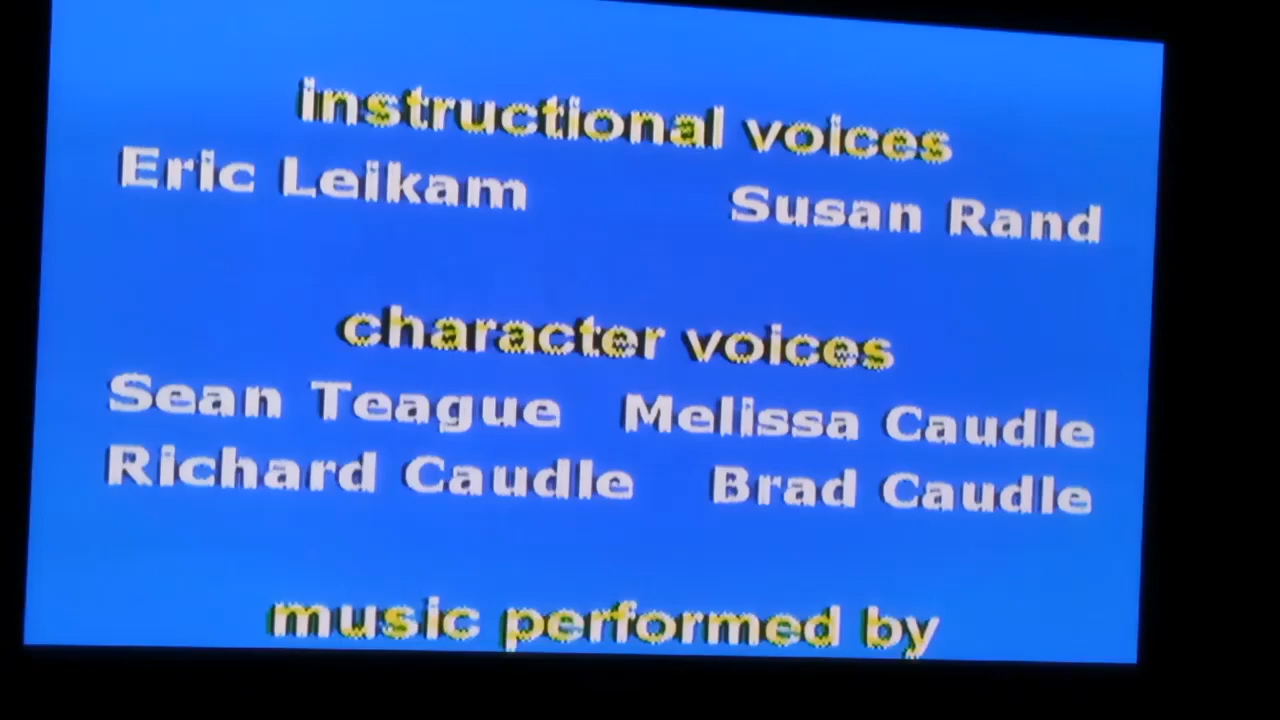 instructional voices
Eric Leikam Susan Rand
character voices
Sean Teague Melissa Caudle
Richard Caudle Brad Caudle
music performed by